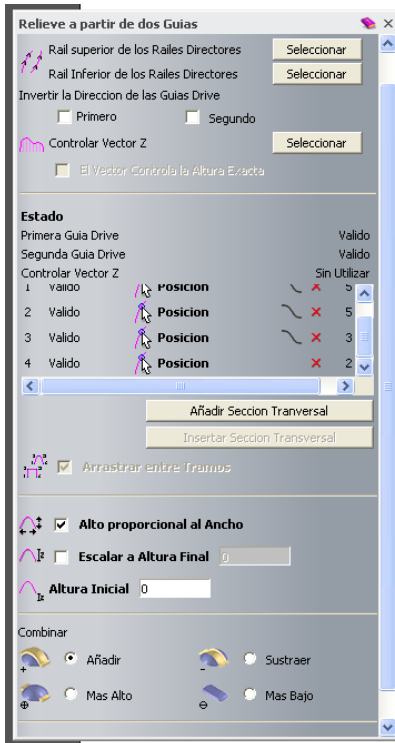 Relieve a partir de dos Guias
Rail superior de los Railes Directores Seleccionar
Rail Inferior de los Railes Directores Seleccionar
Invertir la Direccion de las Guias Drive
Primero Segundo
Controlar Vector Z Seleccionar
El Vector Controla la Altura Exacta
Estado
Primera Guia Drive Valido
Segunda Guia Drive Valido
Controlar Vector Z Sin Utilizar
1 Valido Posicion 5
2 Valido Posicion 5
3 Valido Posicion 3
4 Valido Posicion 2
Añadir Seccion Tranversal
Insertar Seccion Transversal
Arrastrar entre Tramos
Alto proporcional al Ancho
Escalar a Altura Final 0
Altura Inicial 0
Combinar
Añadir Sustraer
Mas Alto Mas Bajo